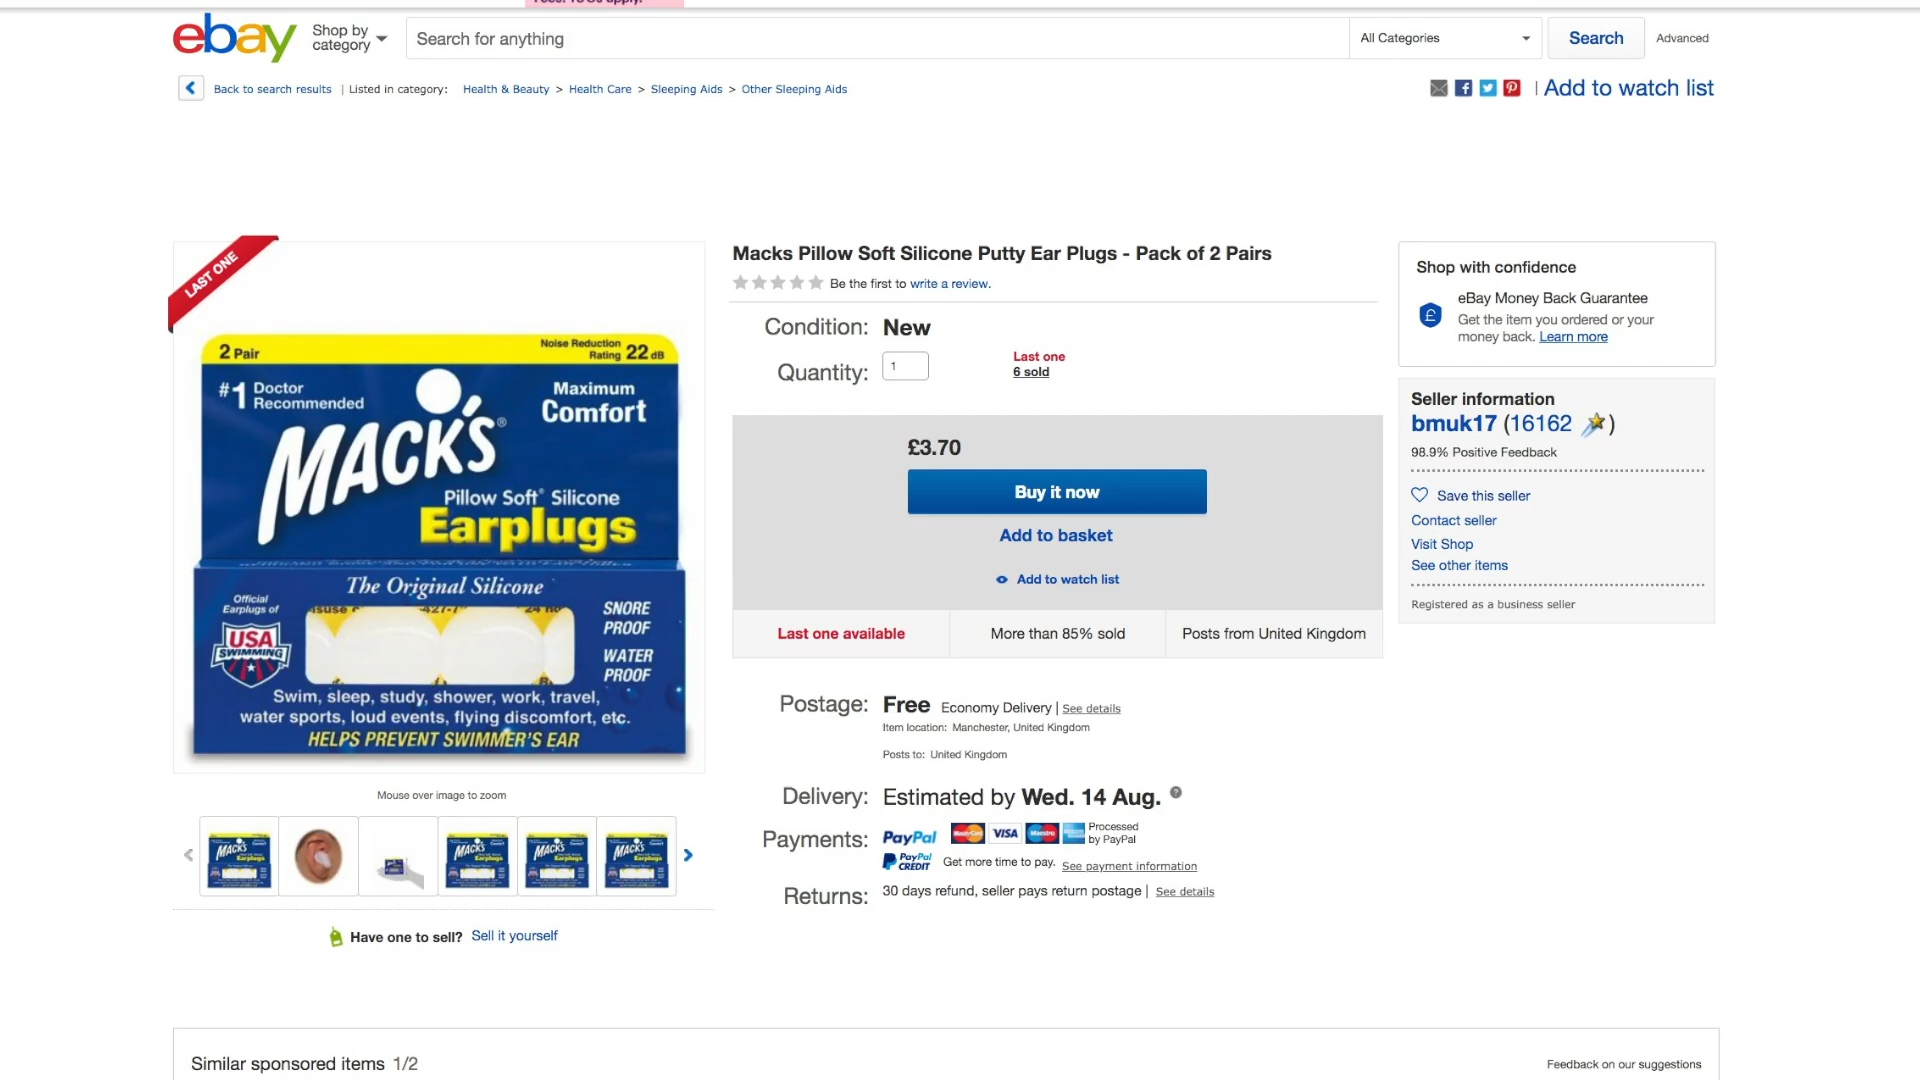 ebay
Shop by
category
Search for anything
All Categories
Search
Advanced
Back to search results | Listed in category: Health & Beauty > Health Care > Sleeping Aids > Other Sleeping Aids
| Add to watch list
LAST ONE
2 Pair
Noise Reduction
Rating 22 dB
#1 Doctor
Recommended
Maximum
Comfort
MACK'S®
Pillow Soft® Silicone
Earplugs
The Original Silicone
Official
Earplugs of
USA
SWIMMING
SNORE
PROOF
WATER
PROOF
Swim, sleep, study, shower, work, travel,
water sports, loud events, flying discomfort, etc.
HELPS PREVENT SWIMMER'S EAR
Mouse over image to zoom
Have one to sell? Sell it yourself
Macks Pillow Soft Silicone Putty Ear Plugs - Pack of 2 Pairs
Be the first to write a review.
Condition: New
Quantity: 1
Last one
6 sold
£3.70
Buy it now
Add to basket
Add to watch list
Last one available
More than 85% sold
Posts from United Kingdom
Postage: Free Economy Delivery | See details
Item location: Manchester, United Kingdom
Posts to: United Kingdom
Delivery: Estimated by Wed. 14 Aug.
Payments: PayPal MasterCard VISA Maestro Processed
by PayPal
PayPal
CREDIT
Get more time to pay. See payment information
Returns: 30 days refund, seller pays return postage | See details
Shop with confidence
eBay Money Back Guarantee
Get the item you ordered or your
money back. Learn more
Seller information
bmuk17 (16162)
98.9% Positive Feedback
Save this seller
Contact seller
Visit Shop
See other items
Registered as a business seller
Similar sponsored items 1/2
Feedback on our suggestions